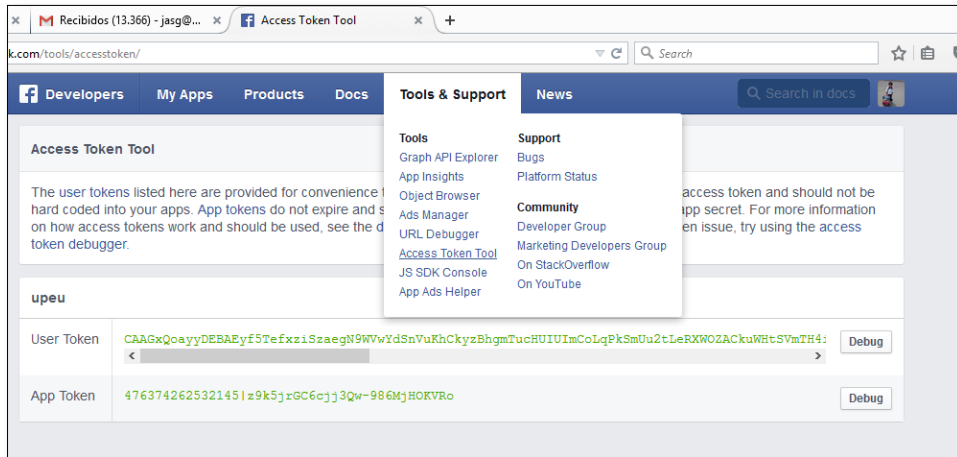 Recibidos (13.366) - jasg@...
Access Token Tool
k.com/tools/accesstoken/
Search
Developers My Apps Products Docs Tools & Support News Search in docs
Tools
Graph API Explorer
App Insights
Object Browser
Ads Manager
URL Debugger
Access Token Tool
JS SDK Console
App Ads Helper
Support
Bugs
Platform Status
Community
Developer Group
Marketing Developers Group
On StackOverflow
On YouTube
Access Token Tool
The user tokens listed here are provided for convenience access token and should not be
hard coded into your apps. App tokens do not expire and secret. For more information
on how access tokens work and should be used, see the issue, try using the access
token debugger.
upeu
User Token CAAGxQoayyDEBAEyf5TefxziSzaegN9WVwYdSnVuKhCkyzBhgmTucHUIUImCoLqPkSmUu2tLeRXWOZACkuWHtSVmTH4i Debug
App Token 476374262532145|z9k5jrGC6cjj3Qw-986MjHOKVRo Debug